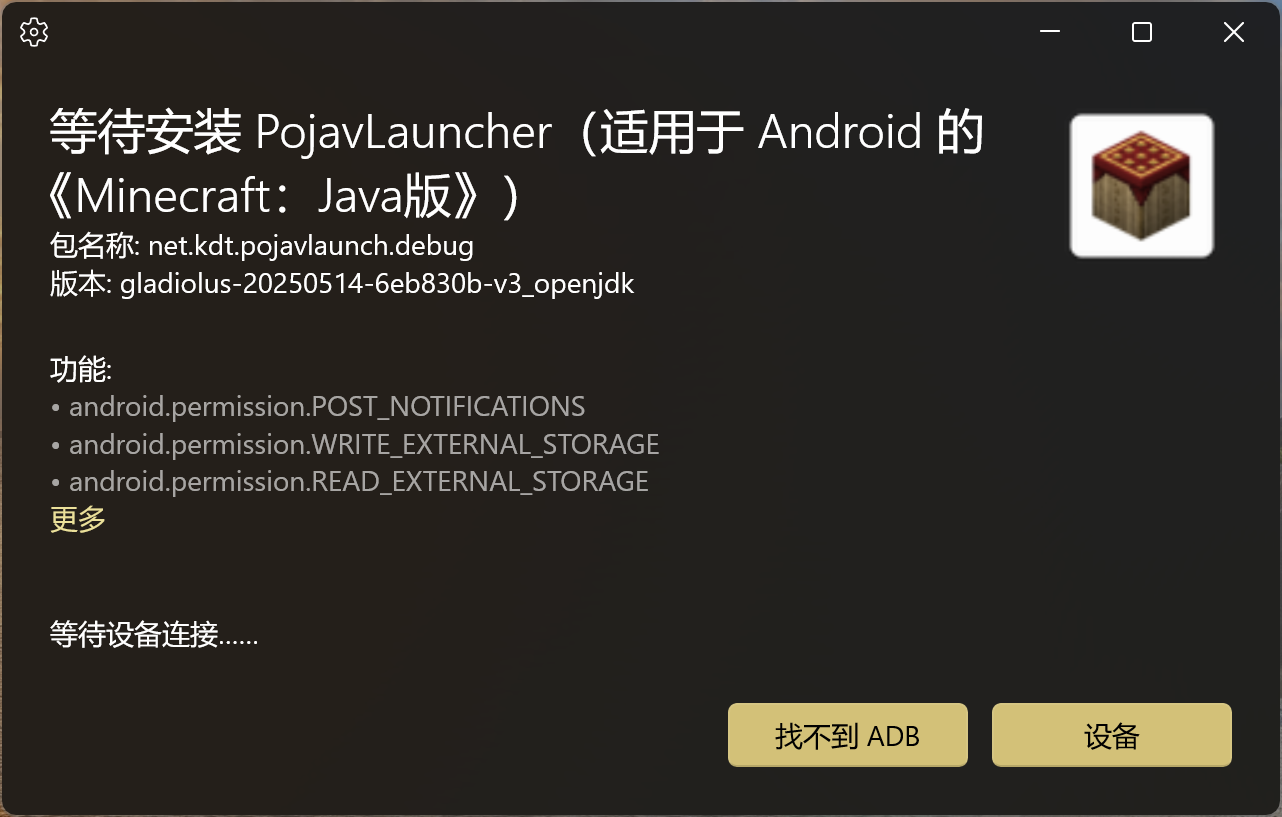 等待安装 PojavLauncher（适用于 Android 的
《Minecraft：Java版》）
包名称: net.kdt.pojavlaunch.debug
版本: gladiolus-20250514-6eb830b-v3_openjdk
功能:
• android.permission.POST_NOTIFICATIONS
• android.permission.WRITE_EXTERNAL_STORAGE
• android.permission.READ_EXTERNAL_STORAGE
更多
等待设备连接......
找不到 ADB
设备